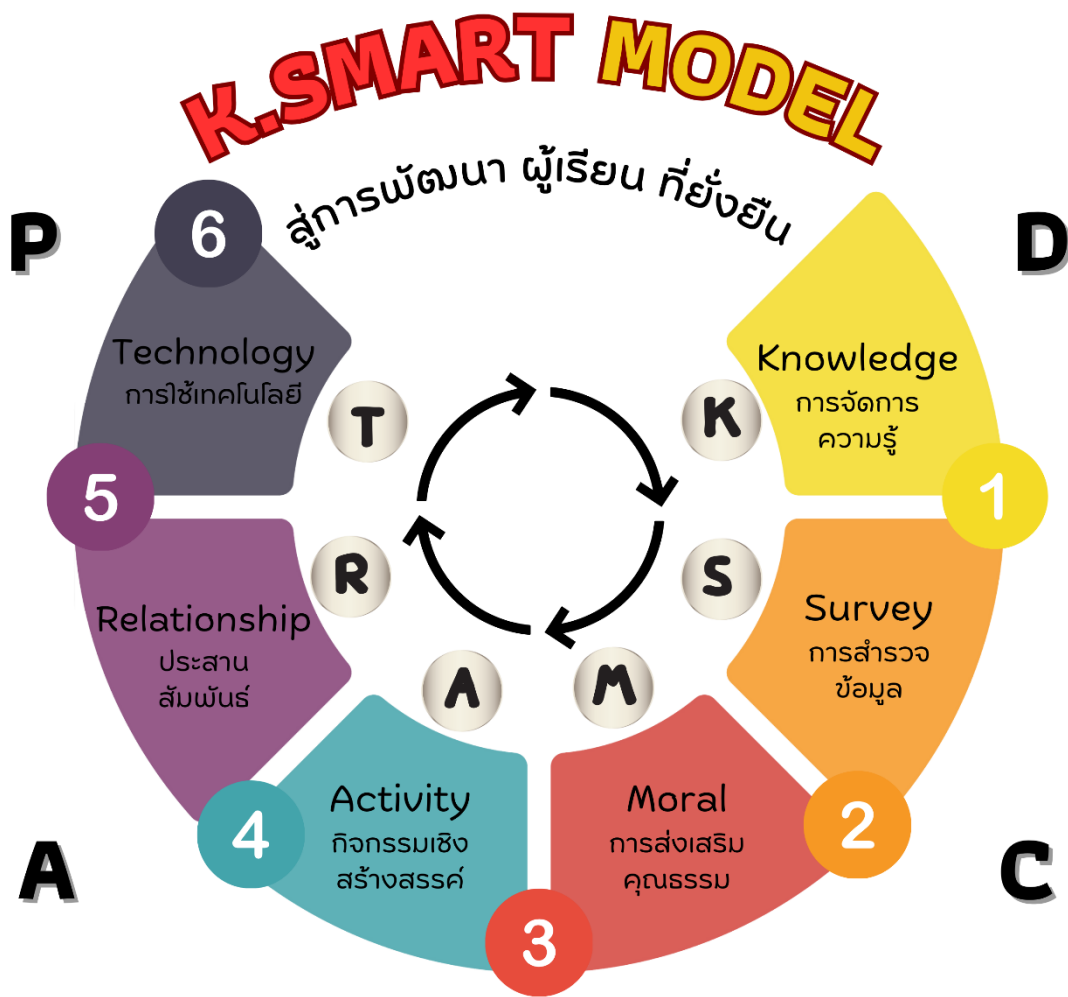 K.SMART MODEL
สู่การพัฒนา ผู้เรียน ที่ยั่งยืน
P
D
6
Technology
การใช้เทคโนโลยี
T
K
Knowledge
การจัดการ
ความรู้
1
5
R
Relationship
ประสาน
สัมพันธ์
S
Survey
การสำรวจ
ข้อมูล
2
A
M
4
Activity
กิจกรรมเชิง
สร้างสรรค์
Moral
การส่งเสริม
คุณธรรม
3
A
C